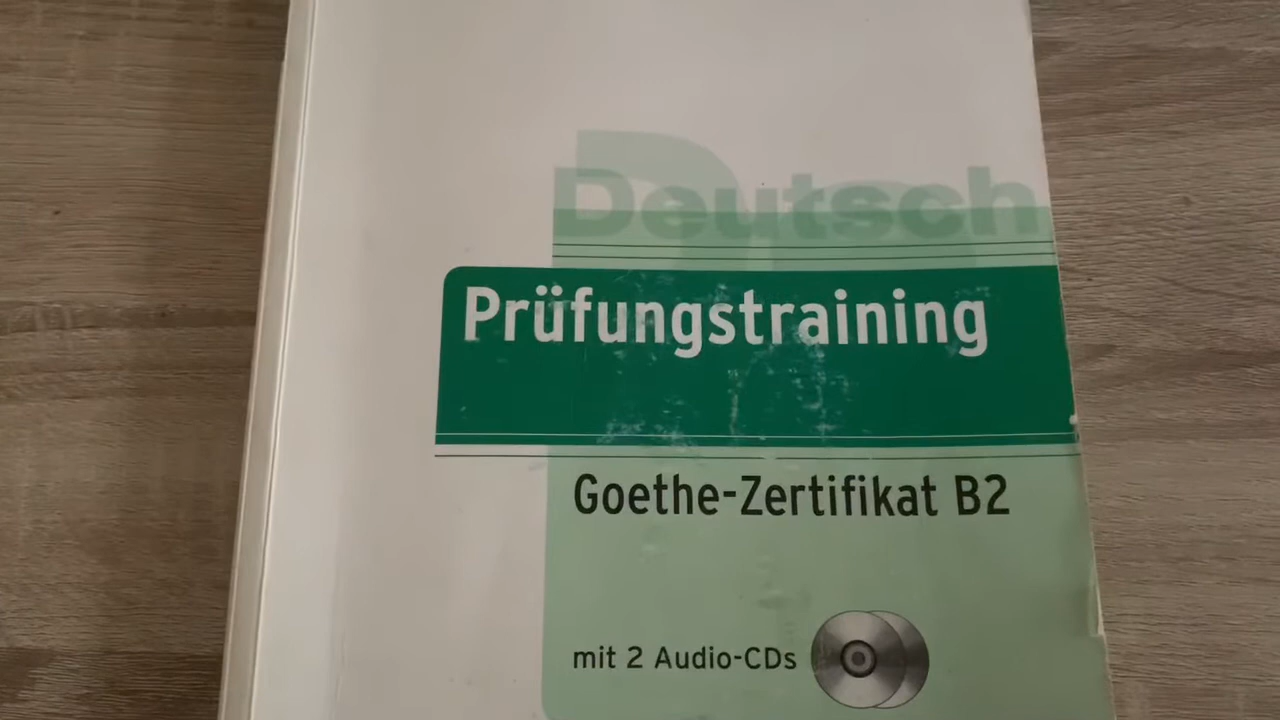 Deutsch
Prüfungstraining
Goethe-Zertifikat B2
mit 2 Audio-CDs